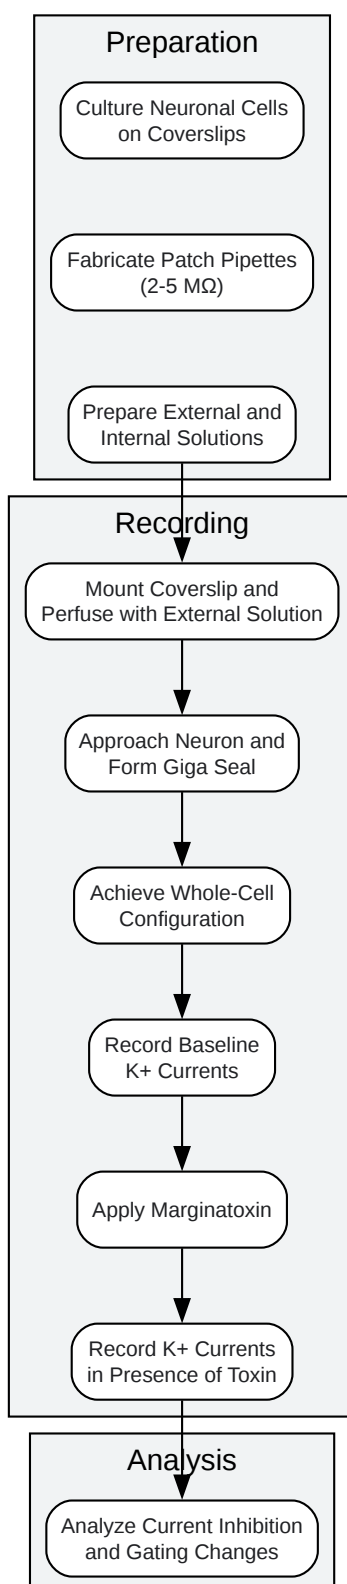 Preparation
Culture Neuronal Cells
on Coverslips
Fabricate Patch Pipettes
(2-5 MΩ)
Prepare External and
Internal Solutions
Recording
Mount Coverslip and
Perfuse with External Solution
Approach Neuron and
Form Giga Seal
Achieve Whole-Cell
Configuration
Record Baseline
K+ Currents
Apply Marginatoxin
Record K+ Currents
in Presence of Toxin
Analysis
Analyze Current Inhibition
and Gating Changes